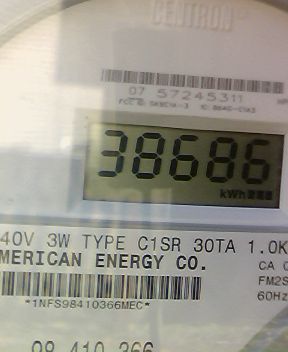 CENTRON
07 57245311
38686
kWh
40V 3W TYPE C1SR 30TA 1.0K
MERICAN ENERGY CO.
CA 0
FM2S
*1NFS98410366MEC*
60Hz
98 410 366